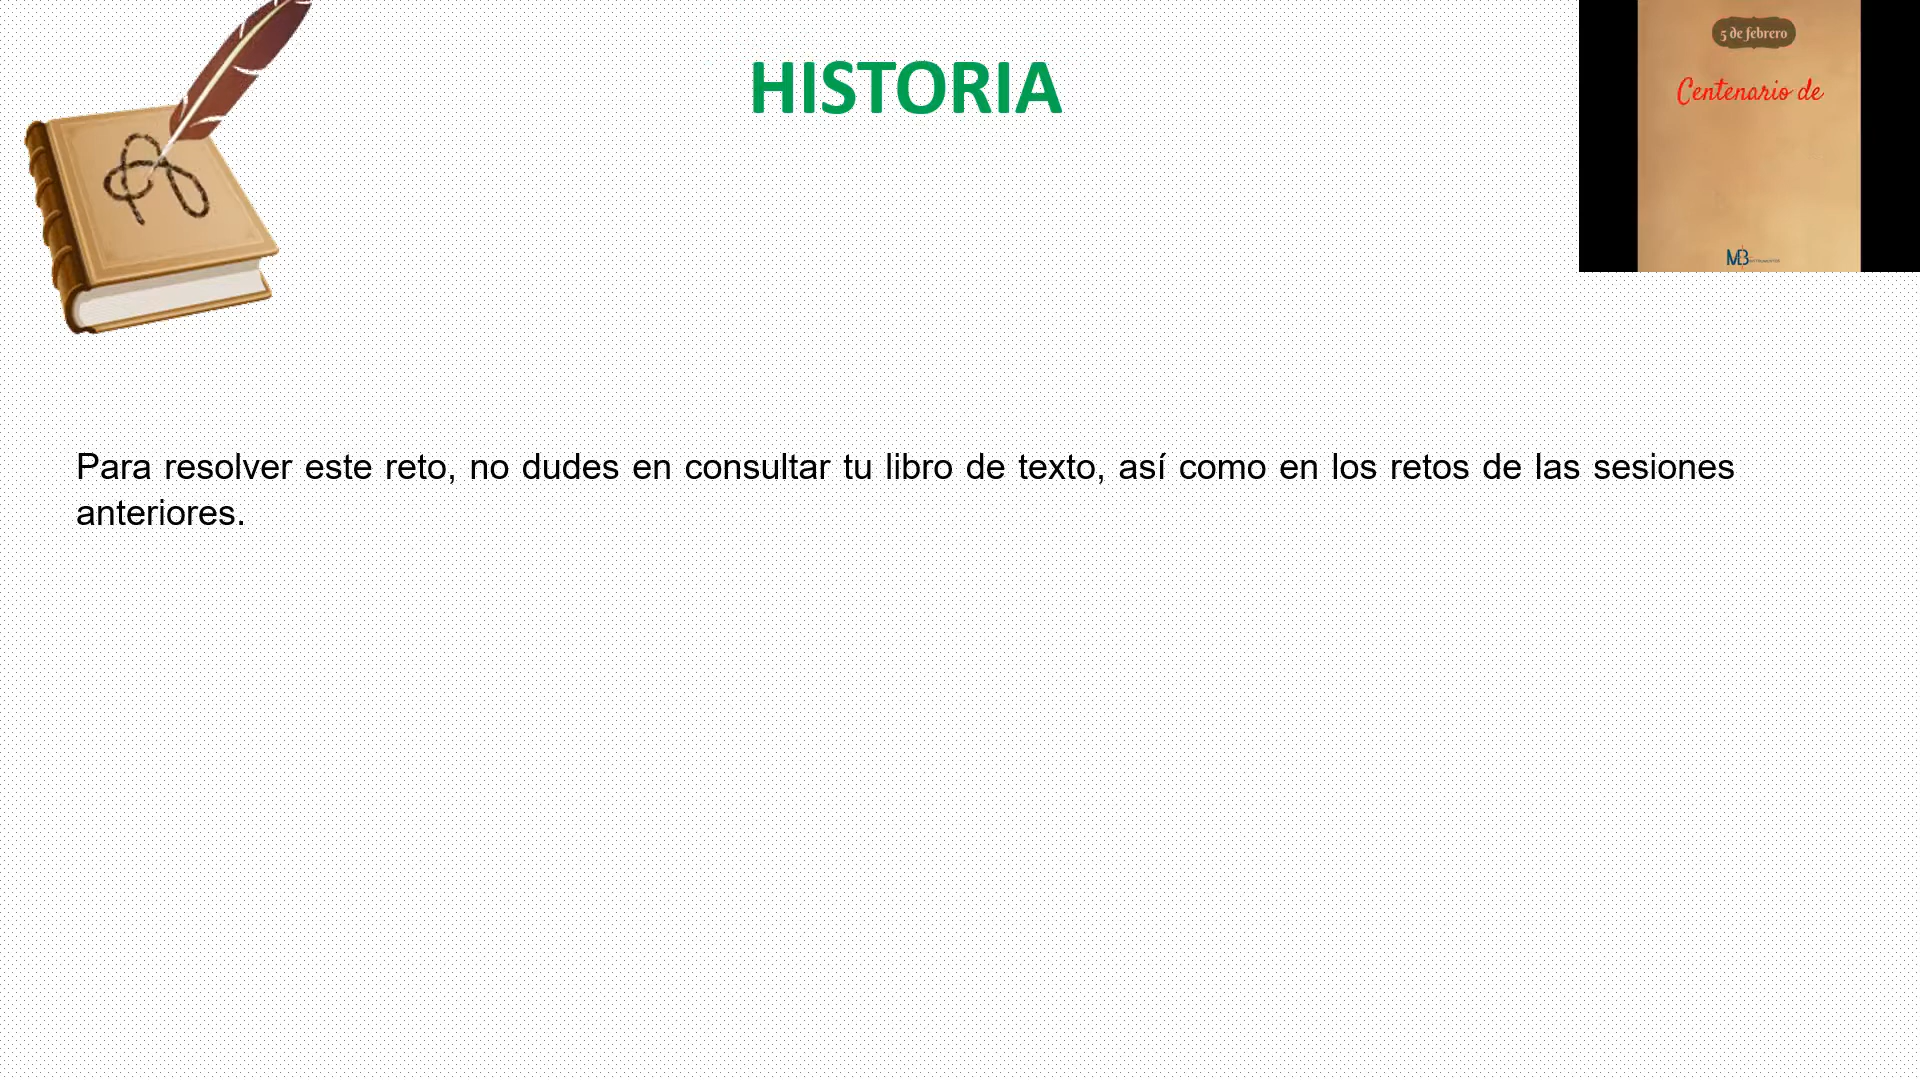 HISTORIA
5 de febrero
Centenario de
MB
Para resolver este reto, no dudes en consultar tu libro de texto, así como en los retos de las sesiones
anteriores.